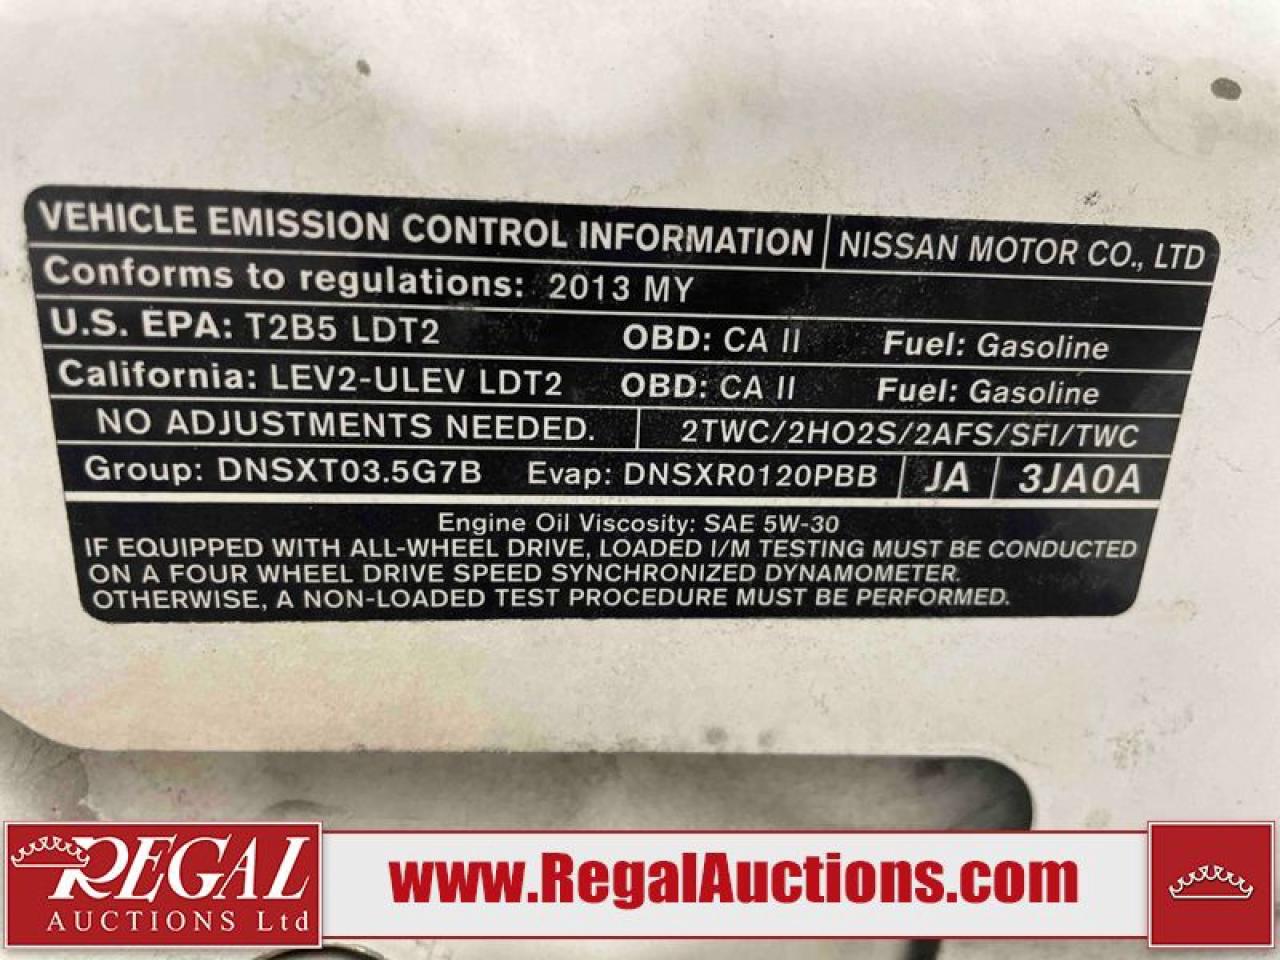 VEHICLE EMISSION CONTROL INFORMATION NISSAN MOTOR CO., LTD
Conforms to regulations: 2013 MY
U.S. EPA: T2B5 LDT2 OBD: CA II Fuel: Gasoline
California: LEV2-ULEV LDT2 OBD: CA II Fuel: Gasoline
NO ADJUSTMENTS NEEDED. 2TWC/2HO2S/2AFS/SFI/TWC
Group: DNSXT03.5G7B Evap: DNSXR0120PBB JA 3JA0A
Engine Oil Viscosity: SAE 5W-30
IF EQUIPPED WITH ALL-WHEEL DRIVE, LOADED I/M TESTING MUST BE CONDUCTED
ON A FOUR WHEEL DRIVE SPEED SYNCHRONIZED DYNAMOMETER.
OTHERWISE, A NON-LOADED TEST PROCEDURE MUST BE PERFORMED.
REGAL
AUCTIONS Ltd
www.RegalAuctions.com